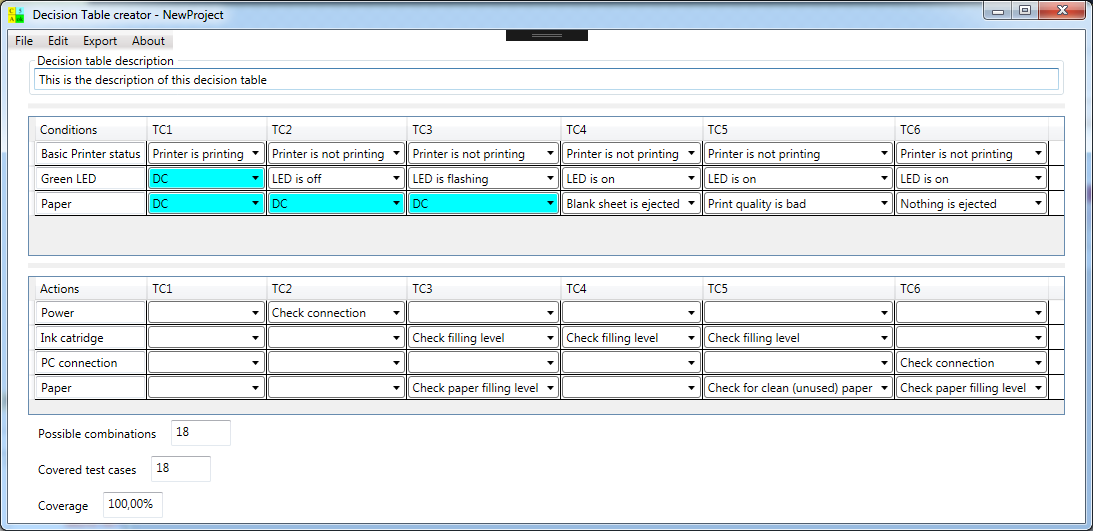 Decision Table creator - NewProject
File Edit Export About
Decision table description
This is the description of this decision table
Conditions TC1 TC2 TC3 TC4 TC5 TC6
Basic Printer status Printer is printing Printer is not printing Printer is not printing Printer is not printing Printer is not printing Printer is not printing
Green LED DC LED is off LED is flashing LED is on LED is on LED is on
Paper DC DC DC Blank sheet is ejected Print quality is bad Nothing is ejected
Actions TC1 TC2 TC3 TC4 TC5 TC6
Power Check connection
Ink catridge Check filling level Check filling level Check filling level
PC connection Check connection
Paper Check paper filling level Check for clean (unused) paper Check paper filling level
Possible combinations 18
Covered test cases 18
Coverage 100,00%